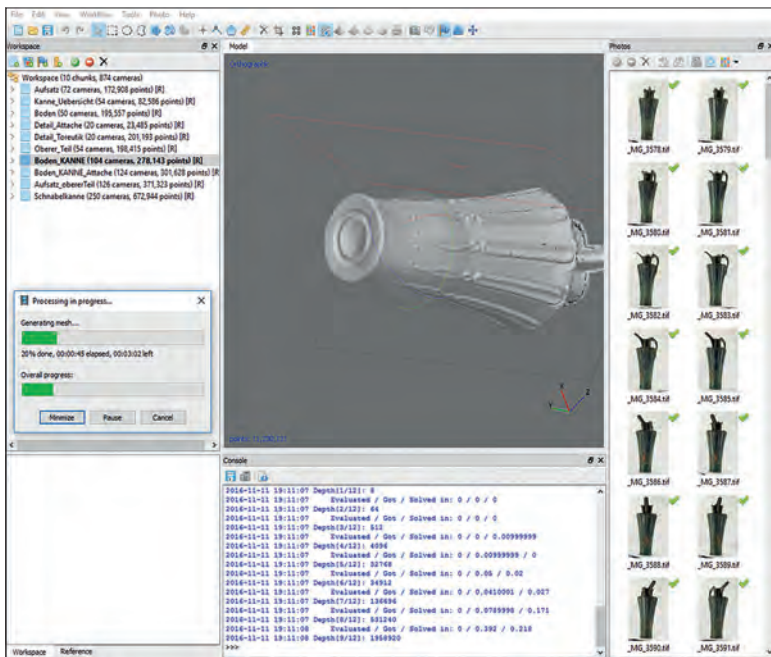 File Edit View Workflow Tools Photo Help
Workspace
Model
Photos
Workspace (10 chunks, 874 cameras)
Aufsatz (72 cameras, 172,908 points) [R]
Kanne_Uebersicht (54 cameras, 82,586 points) [R]
Boden (50 cameras, 195,557 points) [R]
Detail_Attache (20 cameras, 23,485 points) [R]
Detail_Toreutik (20 cameras, 201,193 points) [R]
Oberer_Teil (54 cameras, 198,415 points) [R]
Boden_KANNE (104 cameras, 278,143 points) [R]
Boden_KANNE_Attache (124 cameras, 301,628 points) [R]
Aufsatz_obererTeil (126 cameras, 371,323 points) [R]
Schnabelkanne (250 cameras, 672,944 points) [R]
Processing in progress...
Generating mesh....
20% done, 00:00:45 elapsed, 00:03:02 left
Overall progress:
Minimize Pause Cancel
X
Y
Z
_MG_3578.tif _MG_3579.tif
_MG_3580.tif _MG_3581.tif
_MG_3582.tif _MG_3583.tif
_MG_3584.tif _MG_3585.tif
_MG_3586.tif _MG_3587.tif
_MG_3588.tif _MG_3589.tif
_MG_3590.tif _MG_3591.tif
Console
2016-11-11 19:11:07 Depth[1/12]: 8
2016-11-11 19:11:07 Evaluated / Got / Solved in: 0 / 0 / 0
2016-11-11 19:11:07 Depth[2/12]: 64
2016-11-11 19:11:07 Evaluated / Got / Solved in: 0 / 0 / 0
2016-11-11 19:11:07 Depth[3/12]: 512
2016-11-11 19:11:07 Evaluated / Got / Solved in: 0 / 0 / 0.00999999
2016-11-11 19:11:07 Depth[4/12]: 4096
2016-11-11 19:11:07 Evaluated / Got / Solved in: 0 / 0.00999999 / 0
2016-11-11 19:11:07 Depth[5/12]: 32768
2016-11-11 19:11:07 Evaluated / Got / Solved in: 0 / 0.05 / 0.02
2016-11-11 19:11:07 Depth[6/12]: 34912
2016-11-11 19:11:07 Evaluated / Got / Solved in: 0 / 0.0410001 / 0.027
2016-11-11 19:11:07 Depth[7/12]: 136696
2016-11-11 19:11:07 Evaluated / Got / Solved in: 0 / 0.0789998 / 0.171
2016-11-11 19:11:07 Depth[8/12]: 531240
2016-11-11 19:11:08 Evaluated / Got / Solved in: 0 / 0.392 / 0.218
2016-11-11 19:11:08 Depth[9/12]: 1958920
>>>
Workspace Reference